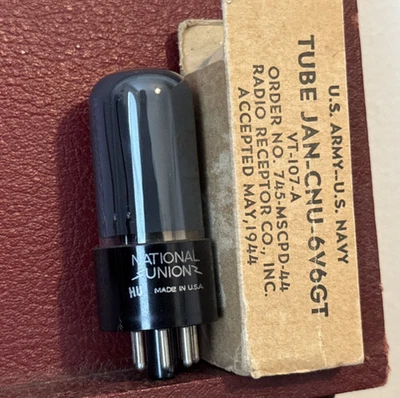 U.S. ARMY-U.S. NAVY
TUBE JAN-CNU-6V6GT
VT-107-A
ORDER NO. 745-MSCPD-44
RADIO RECEPTOR CO., INC.
ACCEPTED MAY, 1944
NATIONAL
UNION
HU MADE IN U.S.A.